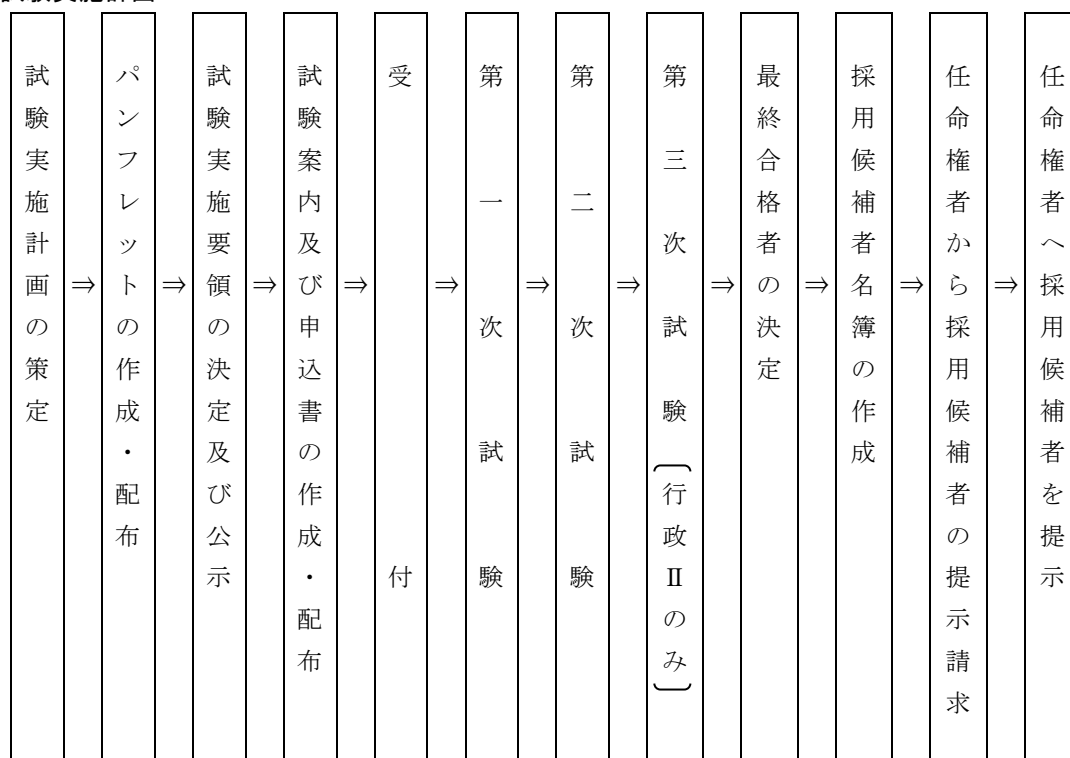 試験実施計画の策定
⇒
パンフレットの作成・配布
⇒
試験実施要領の決定及び公示
⇒
試験案内及び申込書の作成・配布
⇒
受付
⇒
第一次試験
⇒
第二次試験
⇒
第三次試験〔行政Ⅱのみ〕
⇒
最終合格者の決定
⇒
採用候補者名簿の作成
⇒
任命権者から採用候補者の提示請求
⇒
任命権者へ採用候補者を提示